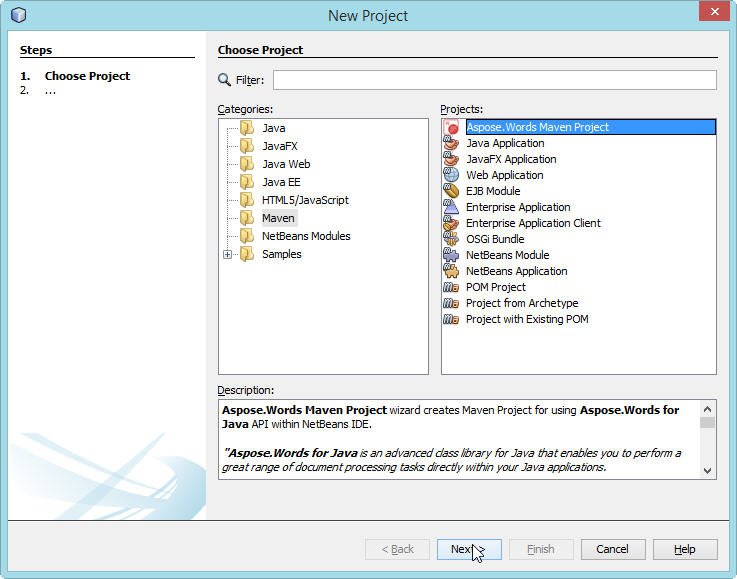 New Project
Steps
1. Choose Project
2. ...
Choose Project
Filter:
Categories:
Java
JavaFX
Java Web
Java EE
HTML5/JavaScript
Maven
NetBeans Modules
Samples
Projects:
Aspose.Words Maven Project
Java Application
JavaFX Application
Web Application
EJB Module
Enterprise Application
Enterprise Application Client
OSGi Bundle
NetBeans Module
NetBeans Application
POM Project
Project from Archetype
Project with Existing POM
Description:
Aspose.Words Maven Project wizard creates Maven Project for using Aspose.Words for
Java API within NetBeans IDE.
"Aspose.Words for Java is an advanced class library for Java that enables you to perform a
great range of document processing tasks directly within your Java applications.
< Back
Next >
Finish
Cancel
Help